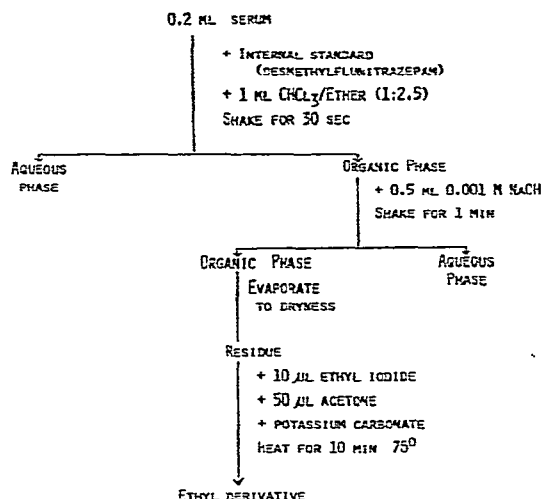 0.2 ML SERUM
+ INTERNAL STANDARD
(DESMETHYLFLUNITRAZEPAM)
+ 1 ML CHCL3/ETHER (1:2.5)
SHAKE FOR 30 SEC
AQUEOUS
PHASE
ORGANIC PHASE
+ 0.5 ML 0.001 M NAOH
SHAKE FOR 1 MIN
ORGANIC PHASE
AQUEOUS
PHASE
EVAPORATE
TO DRYNESS
RESIDUE
+ 10 µL ETHYL IODIDE
+ 50 µL ACETONE
+ POTASSIUM CARBONATE
HEAT FOR 10 MIN 75°
ETHYL DERIVATIVE